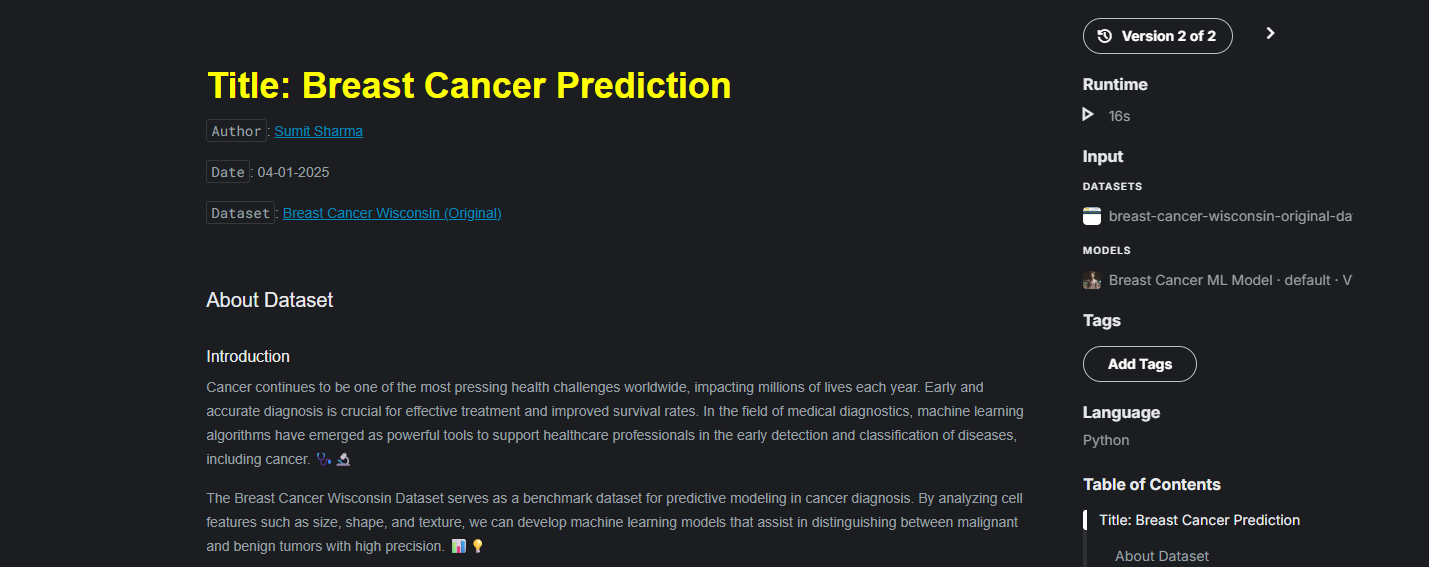 Title: Breast Cancer Prediction
Author: Sumit Sharma
Date: 04-01-2025
Dataset: Breast Cancer Wisconsin (Original)
About Dataset
Introduction
Cancer continues to be one of the most pressing health challenges worldwide, impacting millions of lives each year. Early and
accurate diagnosis is crucial for effective treatment and improved survival rates. In the field of medical diagnostics, machine learning
algorithms have emerged as powerful tools to support healthcare professionals in the early detection and classification of diseases,
including cancer. 🩺🔬
The Breast Cancer Wisconsin Dataset serves as a benchmark dataset for predictive modeling in cancer diagnosis. By analyzing cell
features such as size, shape, and texture, we can develop machine learning models that assist in distinguishing between malignant
and benign tumors with high precision. 📊💡
Version 2 of 2
Runtime
16s
Input
DATASETS
breast-cancer-wisconsin-original-da
MODELS
Breast Cancer ML Model · default · V
Tags
Add Tags
Language
Python
Table of Contents
Title: Breast Cancer Prediction
About Dataset